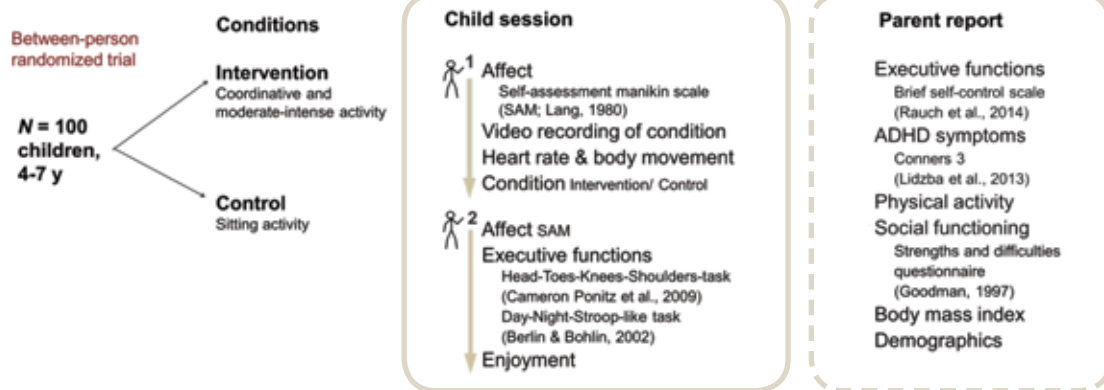 Between-person
randomized trial
N = 100
children,
4-7 y
Conditions
Intervention
Coordinative and
moderate-intense activity
Control
Sitting activity
Child session
1
Affect
Self-assessment manikin scale
(SAM; Lang, 1980)
Video recording of condition
Heart rate & body movement
Condition Intervention/ Control
2
Affect SAM
Executive functions
Head-Toes-Knees-Shoulders-task
(Cameron Ponitz et al., 2009)
Day-Night-Stroop-like task
(Berlin & Bohlin, 2002)
Enjoyment
Parent report
Executive functions
Brief self-control scale
(Rauch et al., 2014)
ADHD symptoms
Conners 3
(Lidzba et al., 2013)
Physical activity
Social functioning
Strengths and difficulties
questionnaire
(Goodman, 1997)
Body mass index
Demographics